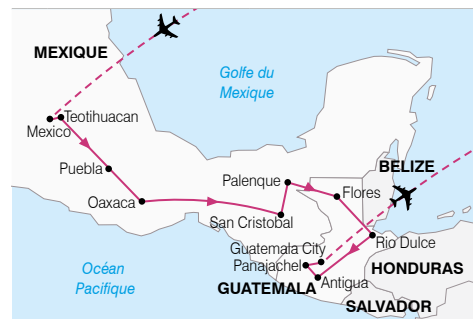 MEXIQUE
Golfe du
Mexique
Teotihuacan
Mexico
Puebla
Oaxaca
Palenque
San Cristobal
BELIZE
Flores
Rio Dulce
Guatemala City
Panajachel
Antigua
GUATEMALA
HONDURAS
SALVADOR
Océan
Pacifique